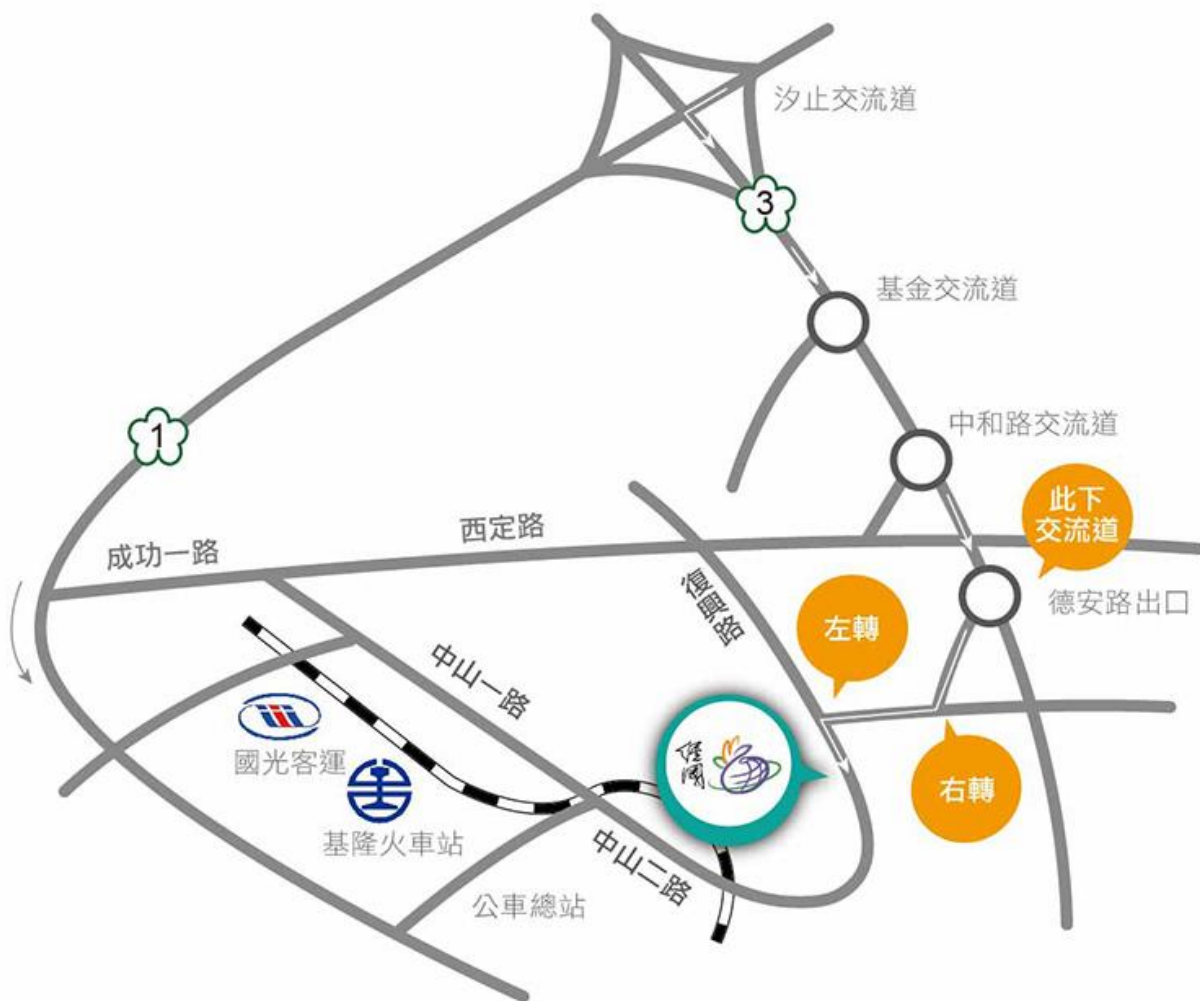 汐止交流道
3
基金交流道
1
中和路交流道
此下
交流道
西定路
成功一路
復興路
德安路出口
左轉
中山一路
國光客運
經國
右轉
基隆火車站
中山二路
公車總站